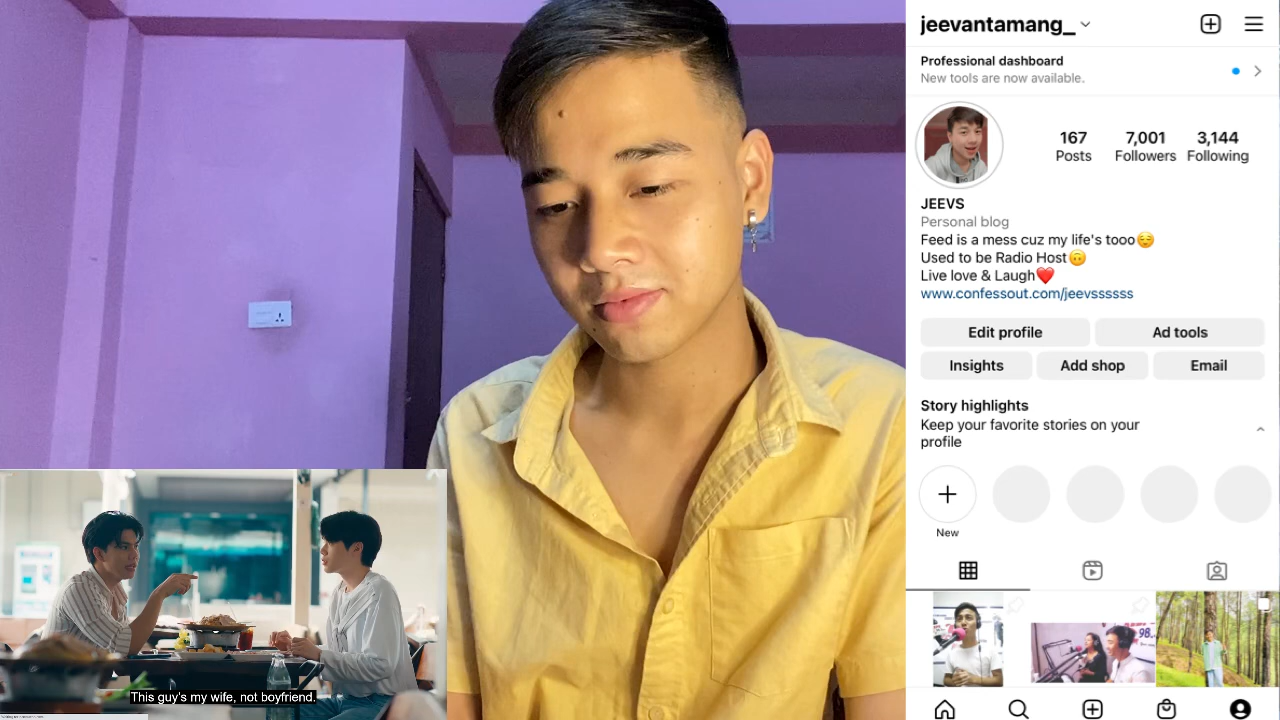 jeevantamang_
Professional dashboard
New tools are now available.
167 7,001 3,144
Posts Followers Following
JEEVS
Personal blog
Feed is a mess cuz my life's tooo😌
Used to be Radio Host🙃
Live love & Laugh❤️
www.confessout.com/jeevssssss
Edit profile Ad tools
Insights Add shop Email
Story highlights
Keep your favorite stories on your
profile
New
98.
This guy's my wife, not boyfriend.